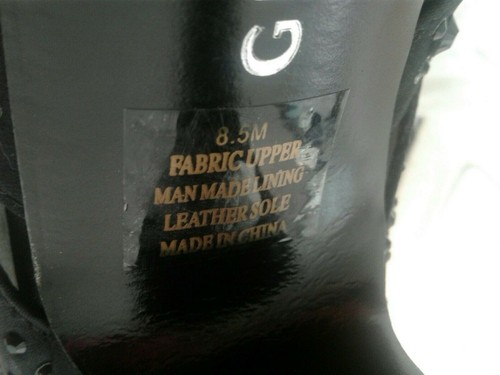 G
8.5M
FABRIC UPPER
MAN MADE LINING
LEATHER SOLE
MADE IN CHINA